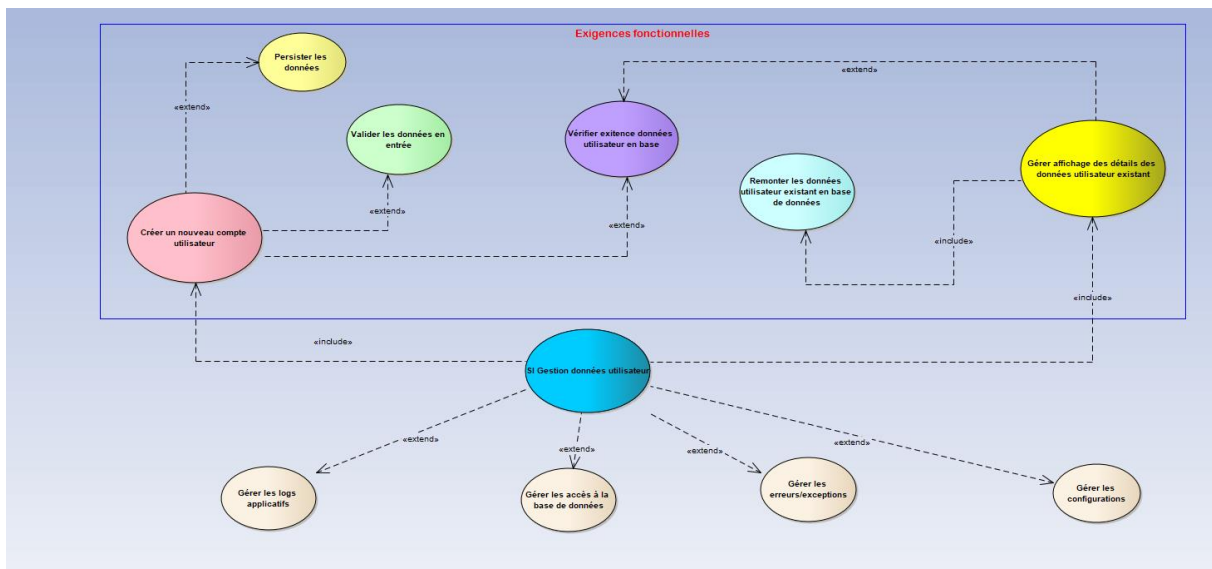 Exigences fonctionnelles
Persister les
données
«extend»
«extend»
Valider les données en
entrée
Vérifier exitence données
utilisateur en base
Gérer affichage des détails des
données utilisateur existant
Remonter les données
utilisateur existant en base
de données
Créer un nouveau compte
utilisateur
«extend»
«extend»
«include»
«include»
«include»
SI Gestion données utilisateur
«extend»
«extend»
«extend»
«extend»
Gérer les logs
applicatifs
Gérer les accès à la
base de données
Gérer les
erreurs/exceptions
Gérer les
configurations